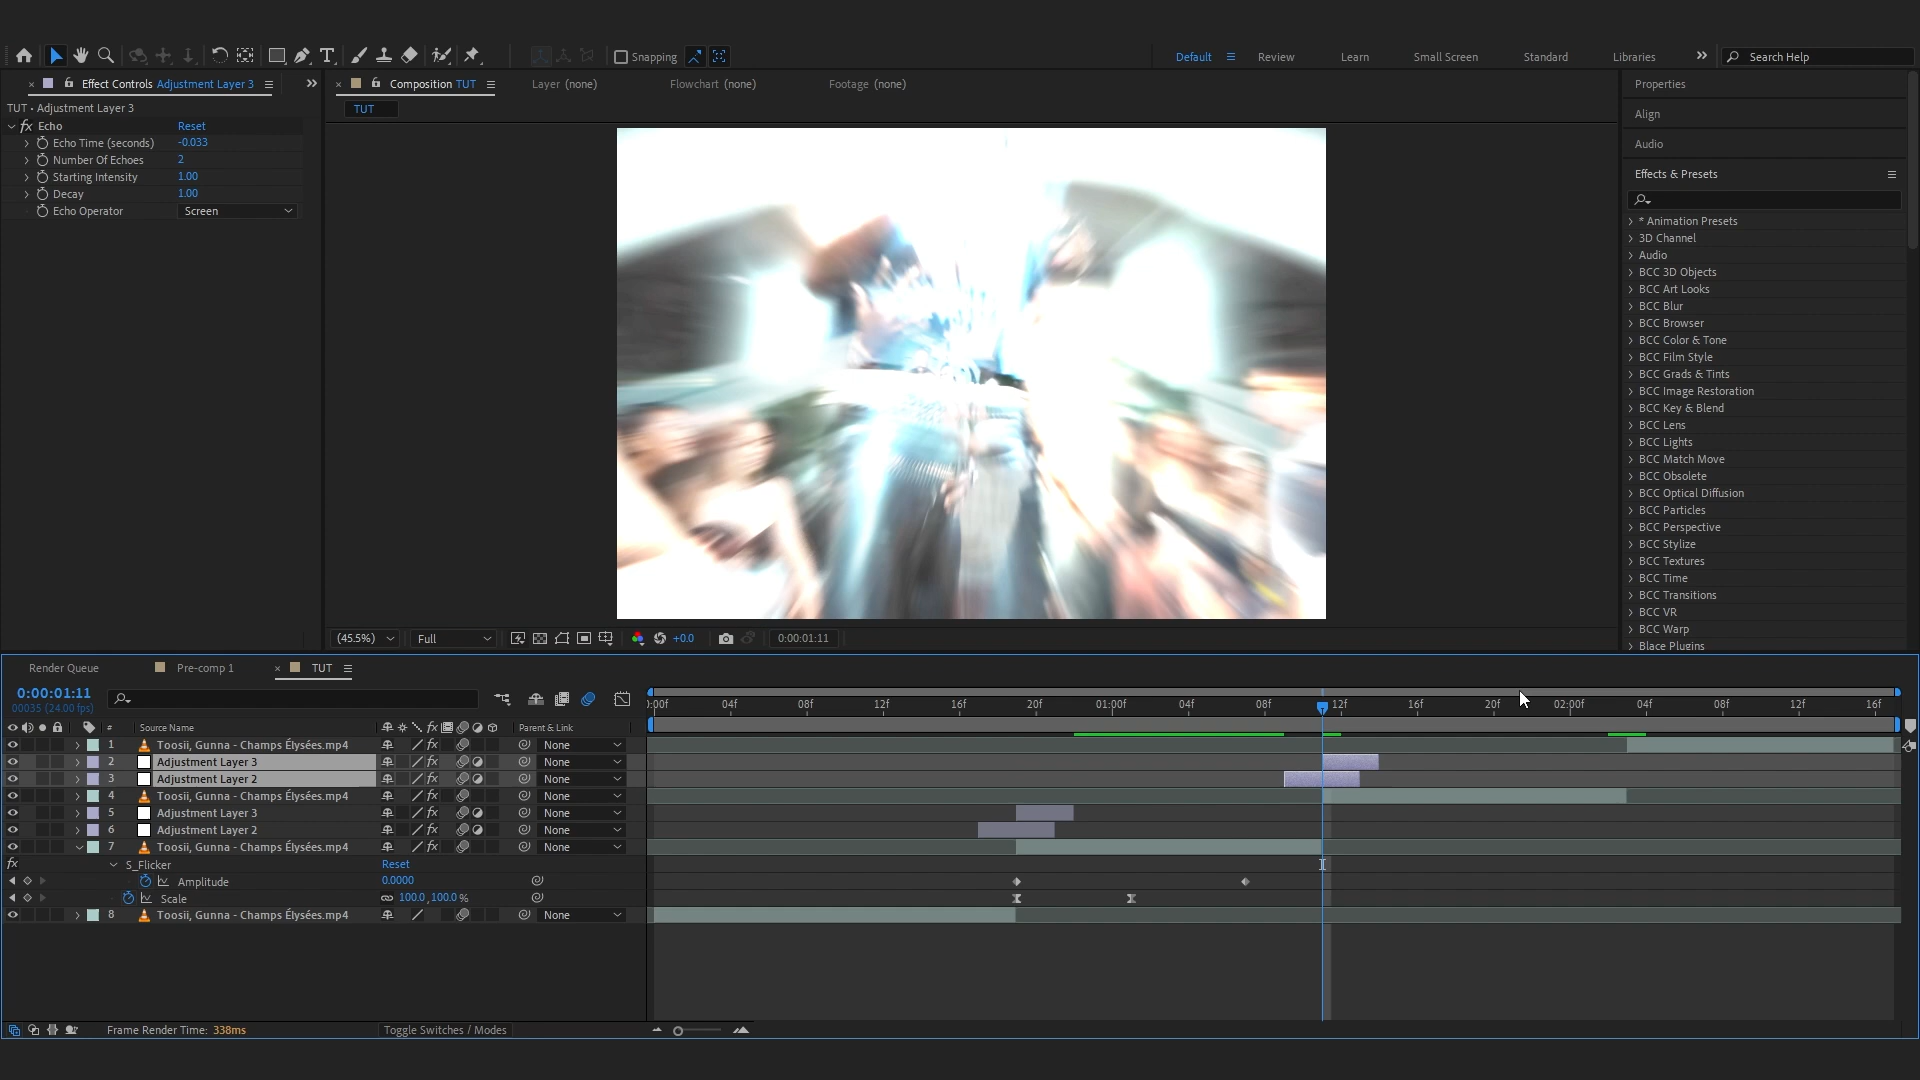 Snapping
Default
Review
Learn
Small Screen
Standard
Libraries
Search Help
Effect Controls Adjustment Layer 3
Composition TUT
Layer (none)
Flowchart (none)
Footage (none)
TUT • Adjustment Layer 3
TUT
fx Echo Reset
Echo Time (seconds) -0.033
Number Of Echoes 2
Starting Intensity 1.00
Decay 1.00
Echo Operator Screen
Properties
Align
Audio
Effects & Presets
* Animation Presets
3D Channel
Audio
BCC 3D Objects
BCC Art Looks
BCC Blur
BCC Browser
BCC Color & Tone
BCC Film Style
BCC Grads & Tints
BCC Image Restoration
BCC Key & Blend
BCC Lens
BCC Lights
BCC Match Move
BCC Obsolete
BCC Optical Diffusion
BCC Particles
BCC Perspective
BCC Stylize
BCC Textures
BCC Time
BCC Transitions
BCC VR
BCC Warp
Blace Plugins
(45.5%) Full +0.0 0:00:01:11
Render Queue
Pre-comp 1
TUT
0:00:01:11
00035 (24.00 fps)
:00f 04f 08f 12f 16f 20f 01:00f 04f 08f 12f 16f 20f 02:00f 04f 08f 12f 16f
# Source Name fx Parent & Link
1 Toosii, Gunna - Champs Élysées.mp4 fx None
2 Adjustment Layer 3 fx None
3 Adjustment Layer 2 fx None
4 Toosii, Gunna - Champs Élysées.mp4 fx None
5 Adjustment Layer 3 fx None
6 Adjustment Layer 2 fx None
7 Toosii, Gunna - Champs Élysées.mp4 fx None
fx S_Flicker Reset
Amplitude 0.0000
Scale 100.0,100.0%
8 Toosii, Gunna - Champs Élysées.mp4 None
Frame Render Time: 338ms
Toggle Switches / Modes